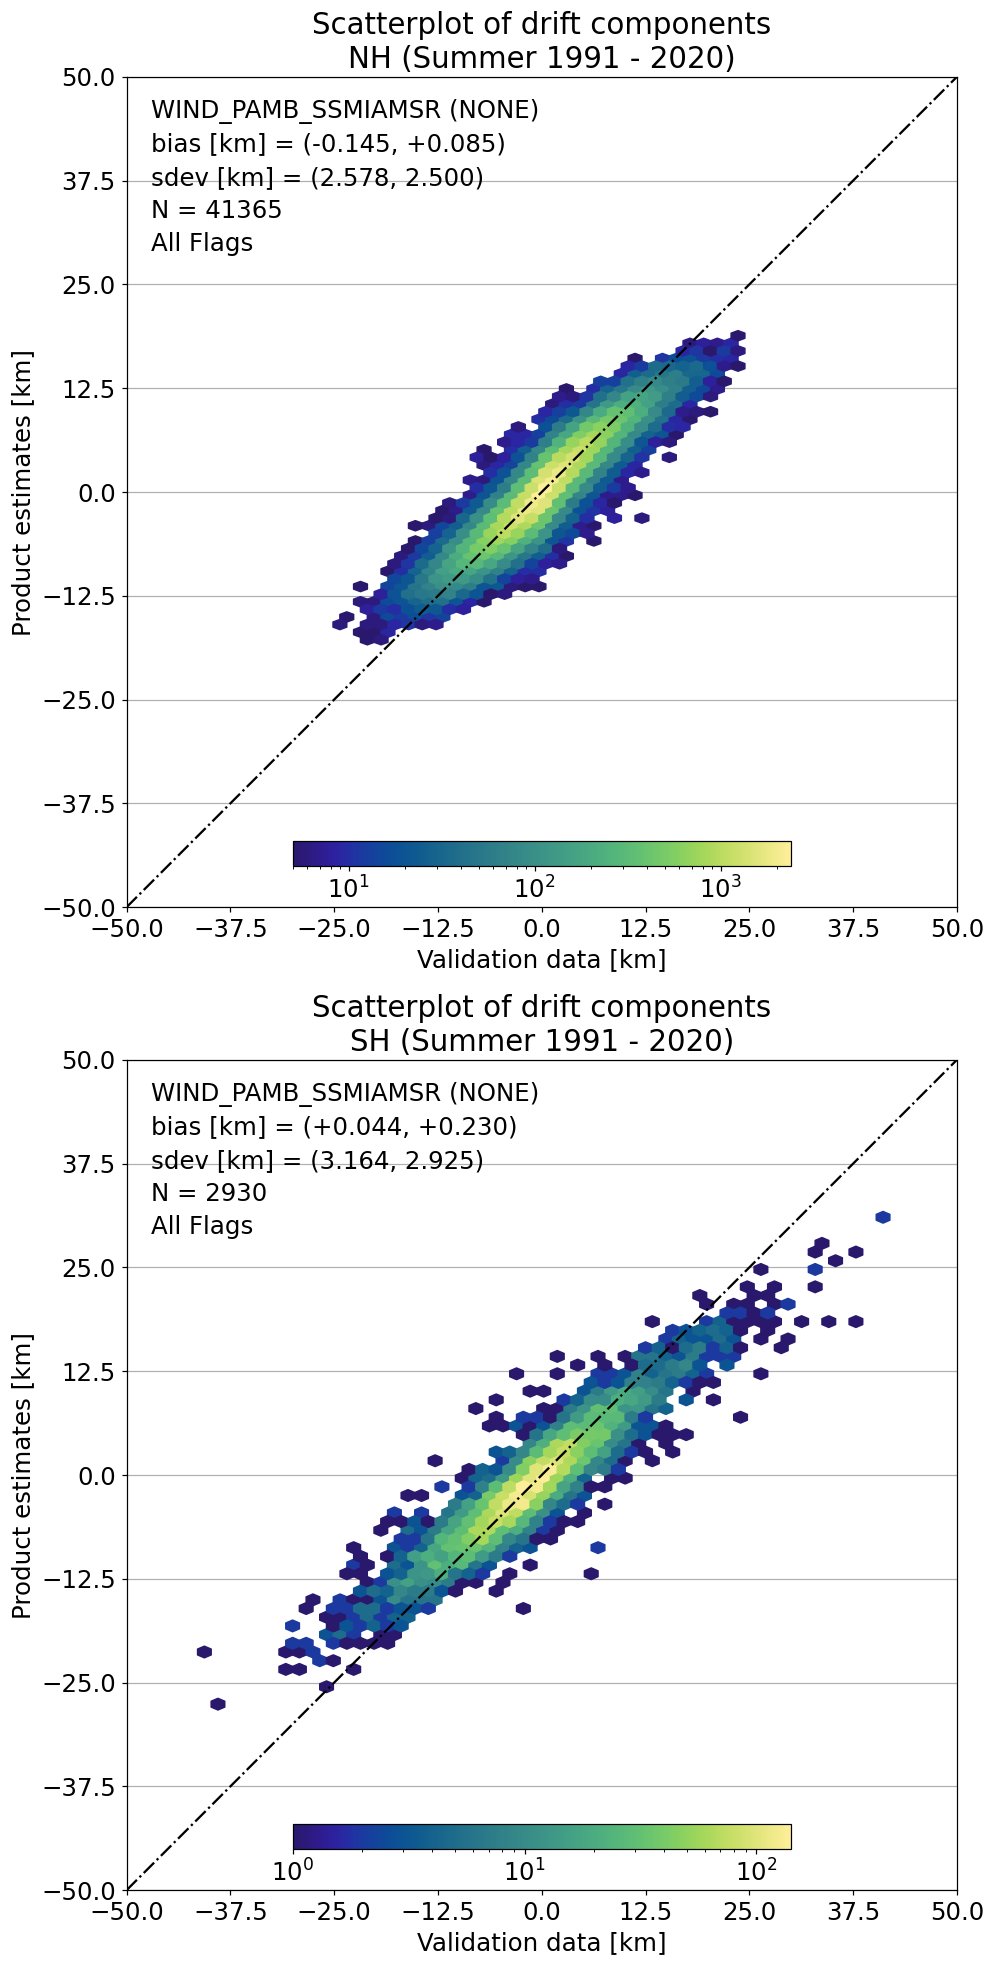 Scatterplot of drift components
NH (Summer 1991 - 2020)
50.0
WIND_PAMB_SSMIAMSR (NONE)
bias [km] = (-0.145, +0.085)
sdev [km] = (2.578, 2.500)
37.5
N = 41365
All Flags
25.0
12.5
Product estimates [km]
0.0
−12.5
−25.0
−37.5
10¹ 10² 10³
−50.0
−50.0 −37.5 −25.0 −12.5 0.0 12.5 25.0 37.5 50.0
Validation data [km]
Scatterplot of drift components
SH (Summer 1991 - 2020)
50.0
WIND_PAMB_SSMIAMSR (NONE)
bias [km] = (+0.044, +0.230)
sdev [km] = (3.164, 2.925)
37.5
N = 2930
All Flags
25.0
12.5
Product estimates [km]
0.0
−12.5
−25.0
−37.5
10⁰ 10¹ 10²
−50.0
−50.0 −37.5 −25.0 −12.5 0.0 12.5 25.0 37.5 50.0
Validation data [km]